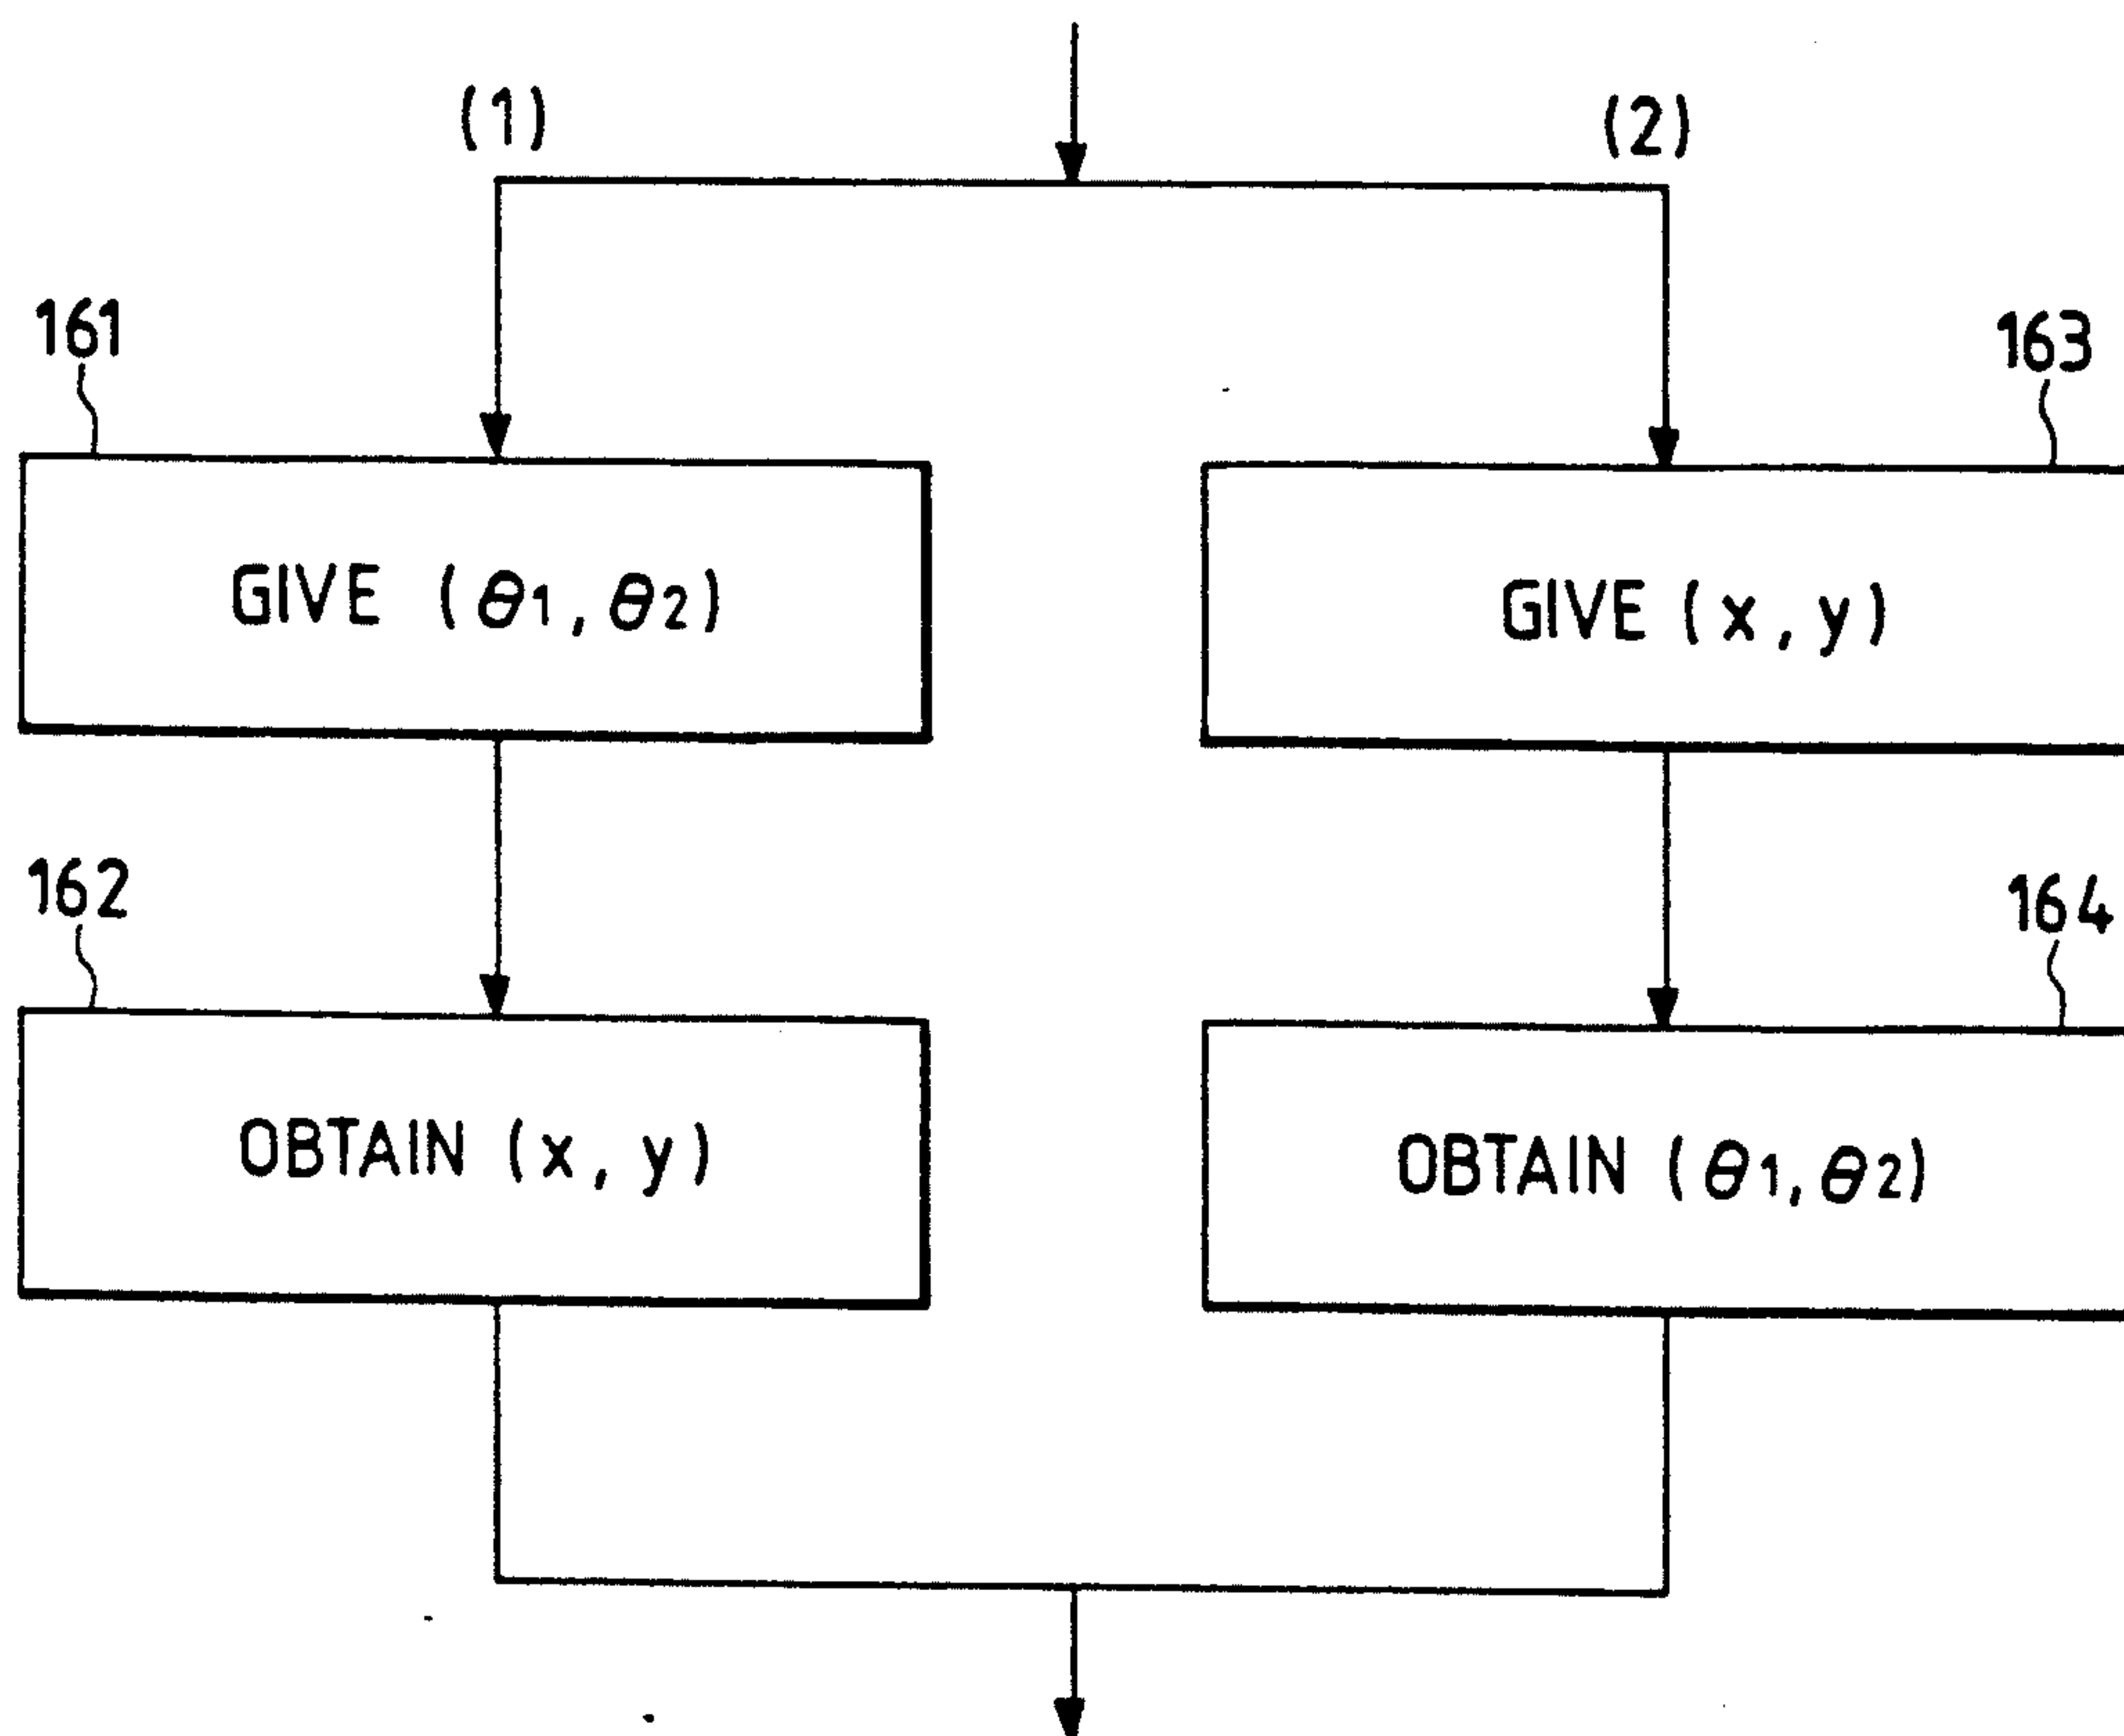 (1)
(2)
161
163
GIVE (θ1, θ2)
GIVE (x, y)
162
164
OBTAIN (x, y)
OBTAIN (θ1, θ2)